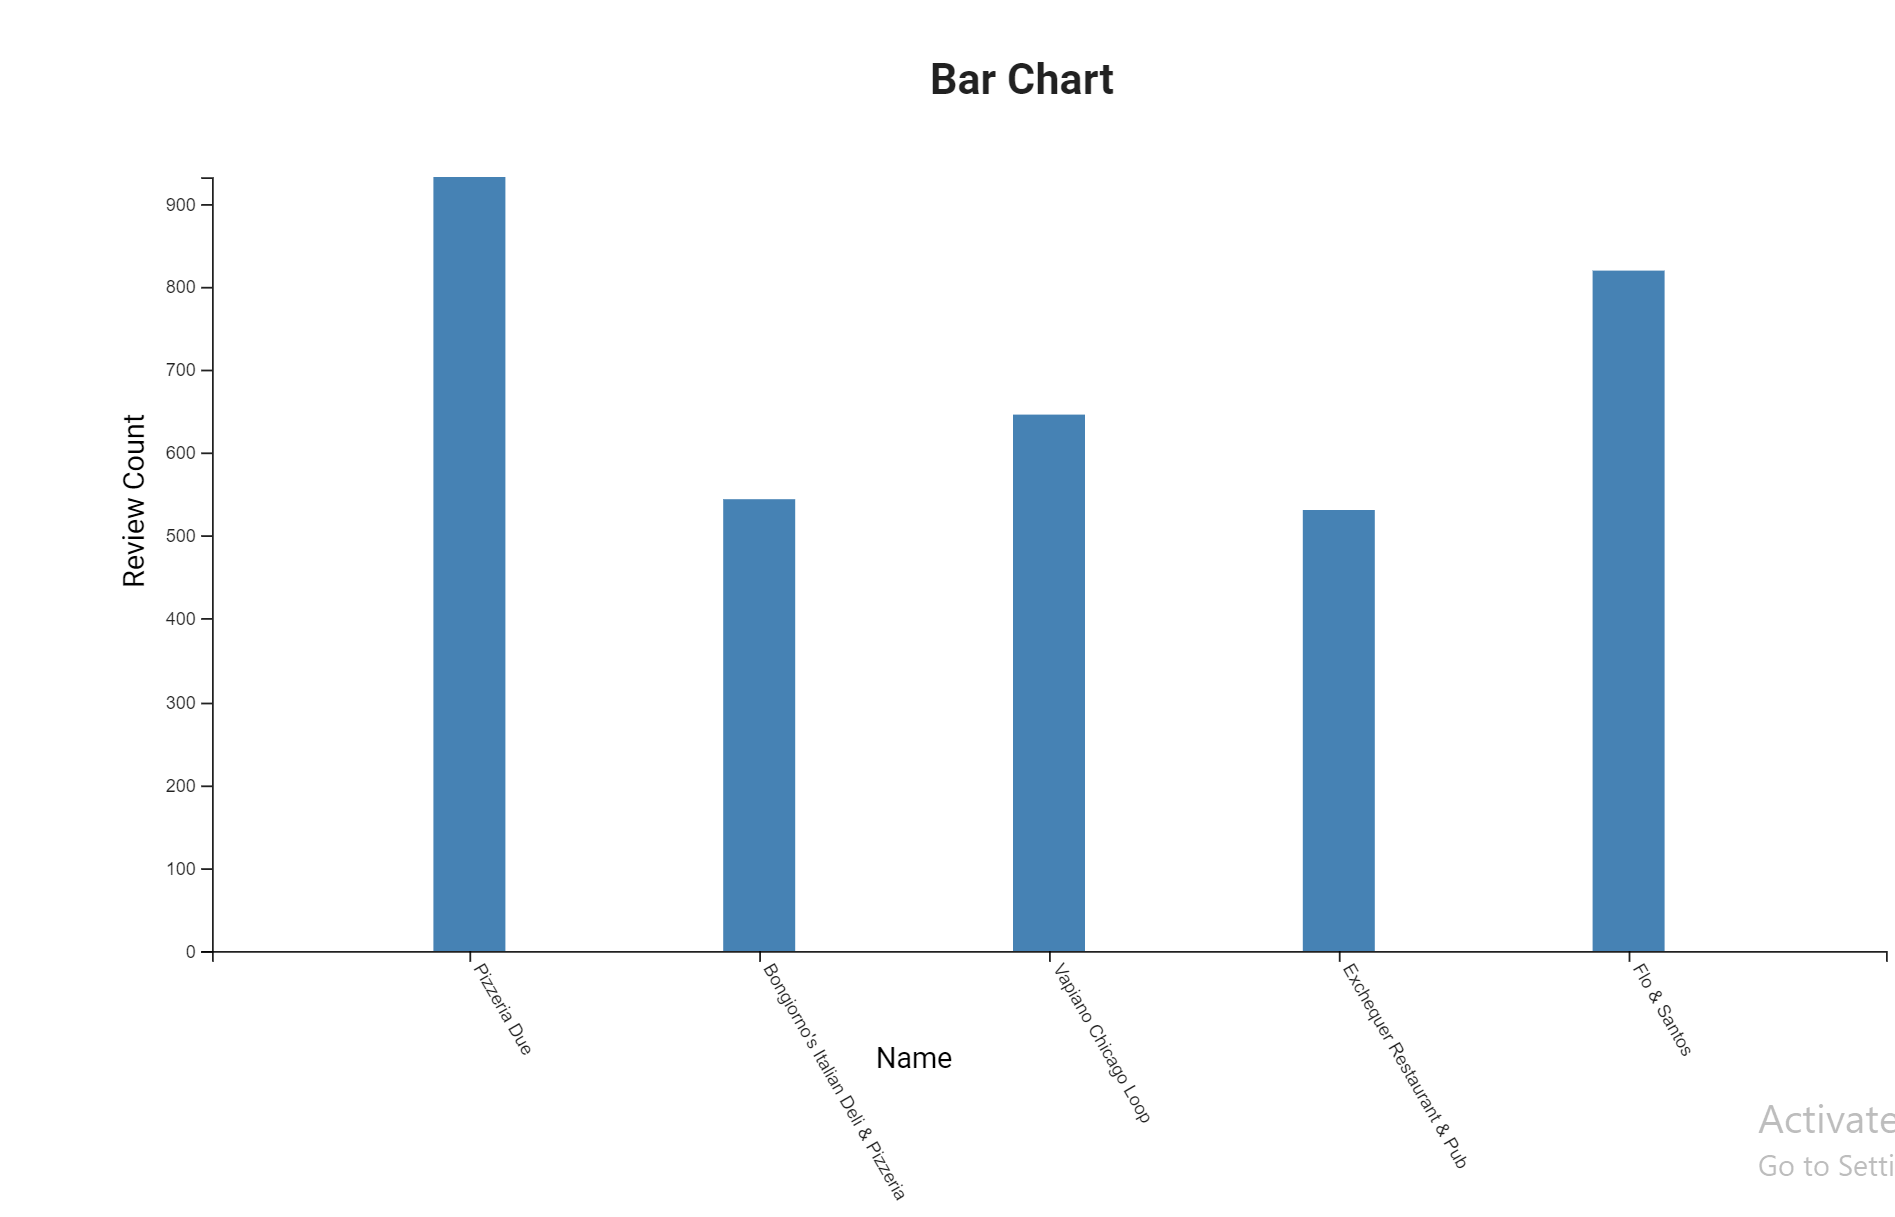 Bar Chart
900
800
700
600
500
400
300
200
100
0
Review Count
Pizzeria Due
Bongiorno's Italian Deli & Pizzeria
Vapiano Chicago Loop
Exchequer Restaurant & Pub
Flo & Santos
Name
Activate
Go to Setti